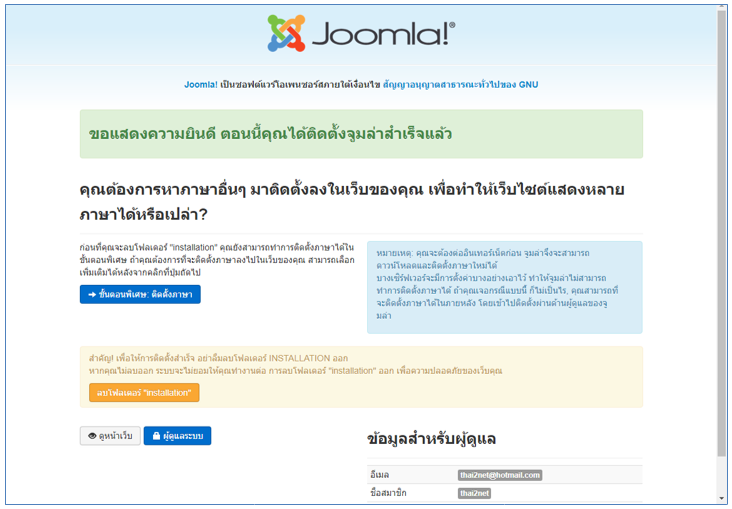 Joomla!®
Joomla! เป็นซอฟต์แวร์โอเพนซอร์สภายใต้เงื่อนไข สัญญาอนุญาตสาธารณะทั่วไปของ GNU
ขอแสดงความยินดี ตอนนี้คุณได้ติดตั้งจูมล่าสำเร็จแล้ว
คุณต้องการหาภาษาอื่นๆ มาติดตั้งลงในเว็บของคุณ เพื่อทำให้เว็บไซต์แสดงหลาย
ภาษาได้หรือเปล่า?
ก่อนที่คุณจะลบโฟลเดอร์ "installation" คุณยังสามารถทำการติดตั้งภาษาได้ใน
ขั้นตอนพิเศษ ถ้าคุณต้องการที่จะติดตั้งภาษาลงไปในเว็บของคุณ สามารถเลือก
เพิ่มเติมได้หลังจากคลิกที่ปุ่มถัดไป
ขั้นตอนพิเศษ: ติดตั้งภาษา
หมายเหตุ: คุณจะต้องต่ออินเทอร์เน็ตก่อน จูมล่าจึงจะสามารถ
ดาวน์โหลดและติดตั้งภาษาใหม่ได้
บางเซิร์ฟเวอร์จะมีการตั้งค่าบางอย่างเอาไว้ ทำให้จูมล่าไม่สามารถ
ทำการติดตั้งภาษาได้ ถ้าคุณเจอกรณีแบบนี้ ก็ไม่เป็นไร, คุณสามารถที่
จะติดตั้งภาษาได้ในภายหลัง โดยเข้าไปติดตั้งผ่านด้านผู้ดูแลของจู
มล่า
สำคัญ! เพื่อให้การติดตั้งสำเร็จ อย่าลืมลบโฟลเดอร์ INSTALLATION ออก
หากคุณไม่ลบออก ระบบจะไม่ยอมให้คุณทำงานต่อ การลบโฟลเดอร์ "installation" ออก เพื่อความปลอดภัยของเว็บคุณ
ลบโฟลเดอร์ "installation"
ดูหน้าเว็บ
ผู้ดูแลระบบ
ข้อมูลสำหรับผู้ดูแล
อีเมล thai2net@hotmail.com
ชื่อสมาชิก thai2net